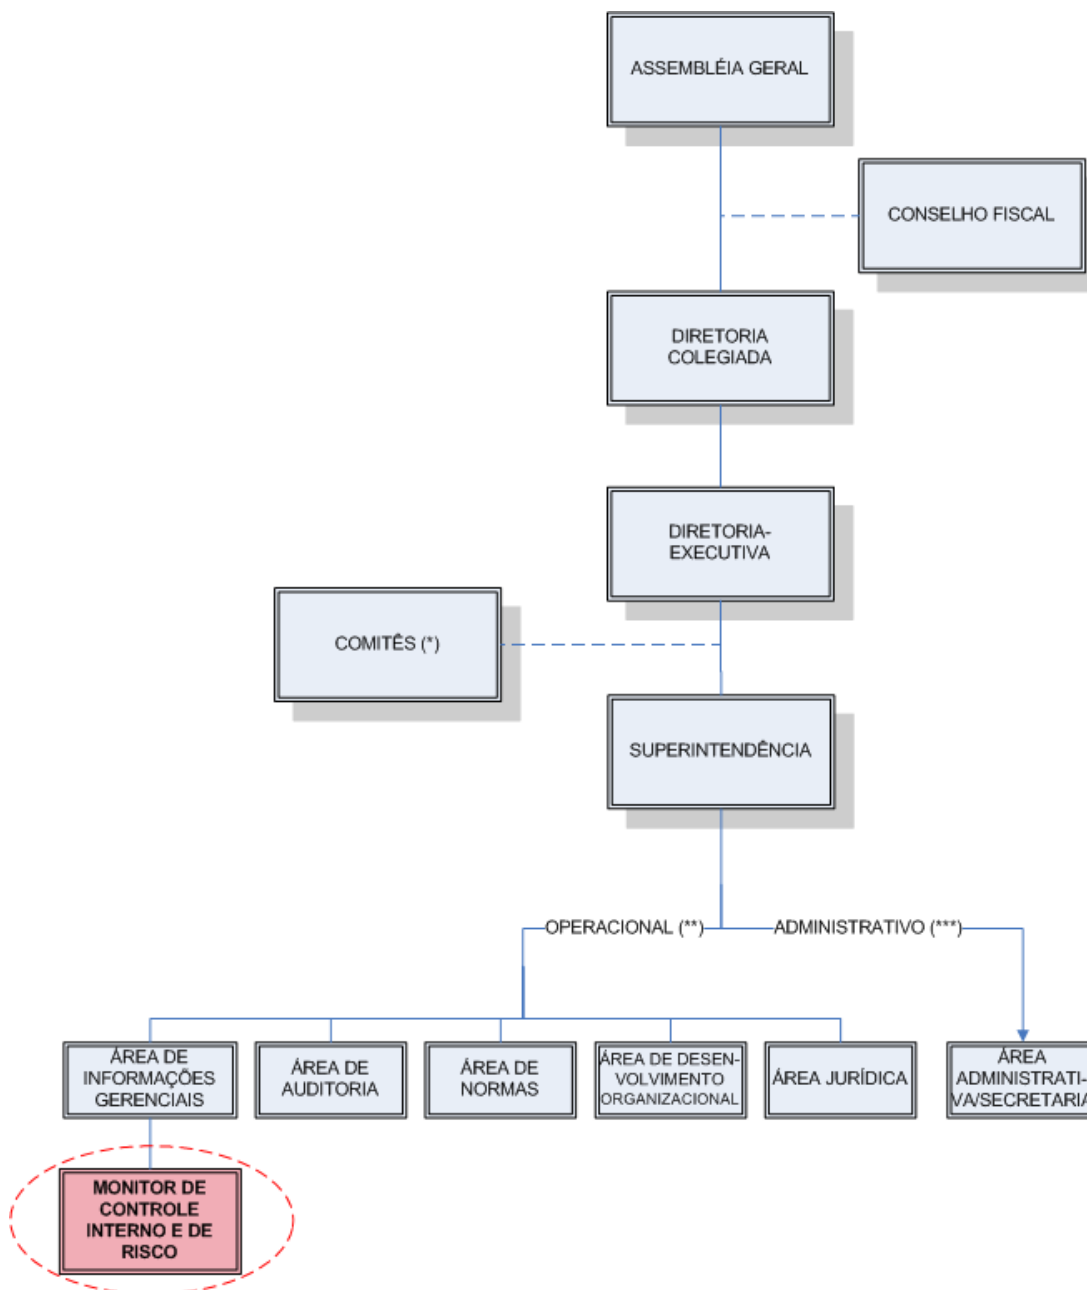 ASSEMBLÉIA GERAL
CONSELHO FISCAL
DIRETORIA
COLEGIADA
DIRETORIA-
EXECUTIVA
COMITÊS (*)
SUPERINTENDÊNCIA
OPERACIONAL (**)
ADMINISTRATIVO (***)
ÁREA DE
INFORMAÇÕES
GERENCIAIS
ÁREA DE
AUDITORIA
ÁREA DE
NORMAS
ÁREA DE DESEN-
VOLVIMENTO
ORGANIZACIONAL
ÁREA JURÍDICA
ÁREA
ADMINISTRATI-
VA/SECRETARIA
MONITOR DE
CONTROLE
INTERNO E DE
RISCO